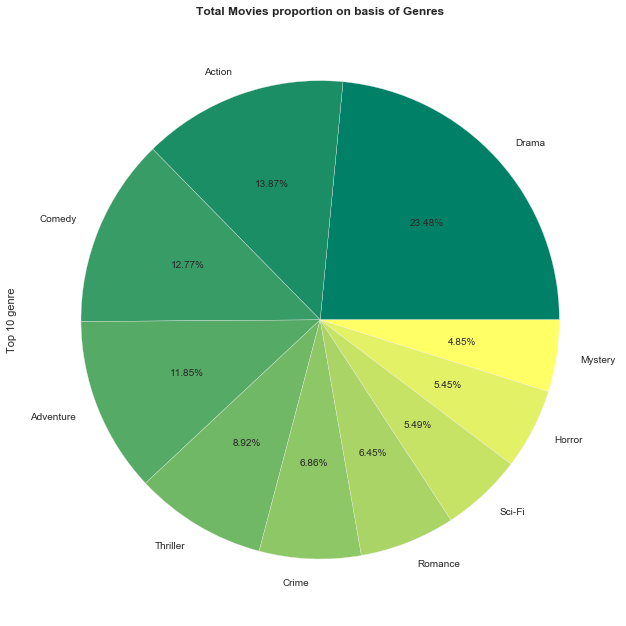 Total Movies proportion on basis of Genres
Action
Drama
13.87%
23.48%
Comedy
12.77%
Top 10 genre
4.85%
Mystery
11.85%
5.45%
Adventure
5.49%
8.92%
6.45%
6.86%
Horror
Sci-Fi
Thriller
Romance
Crime